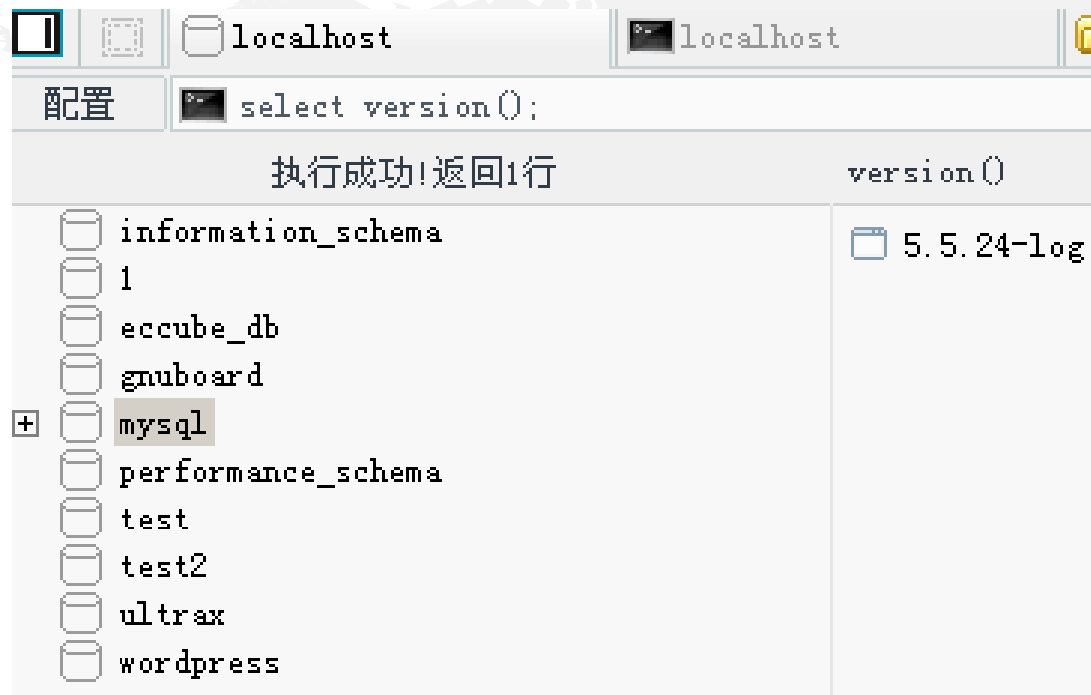 localhost
localhost
配置
select version();
执行成功!返回1行
version()
information_schema
5.5.24-log
1
eccube_db
gnuboard
mysql
performance_schema
test
test2
ultrax
wordpress